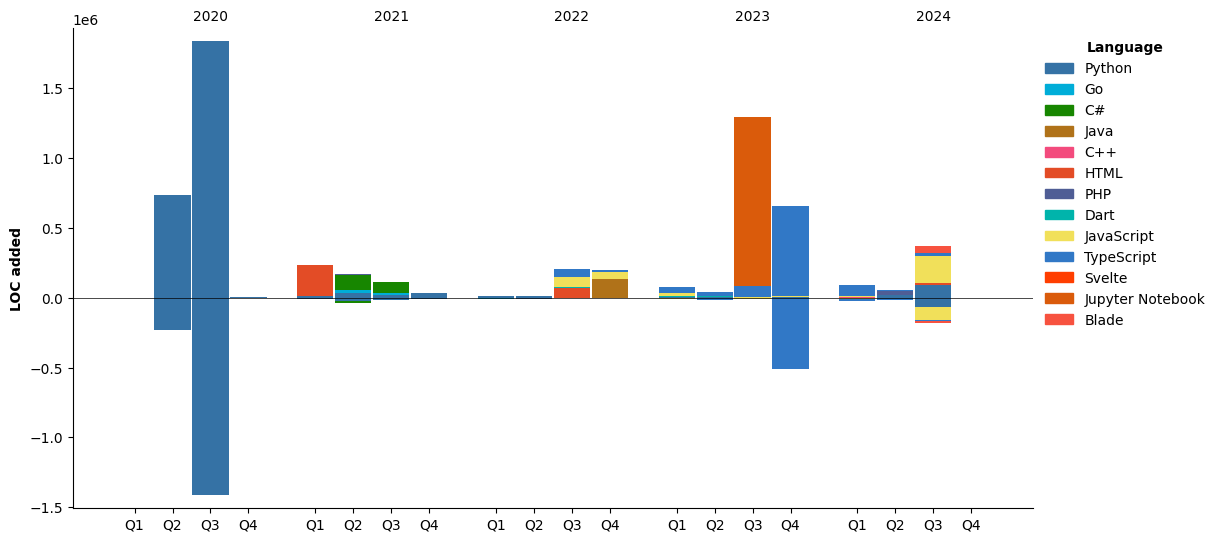 2020 2021 2022 2023 2024
1e6
Language
Python
Go
C#
Java
C++
HTML
PHP
Dart
JavaScript
TypeScript
Svelte
Jupyter Notebook
Blade
LOC added
1.5
1.0
0.5
0.0
−0.5
−1.0
−1.5
Q1 Q2 Q3 Q4 Q1 Q2 Q3 Q4 Q1 Q2 Q3 Q4 Q1 Q2 Q3 Q4 Q1 Q2 Q3 Q4